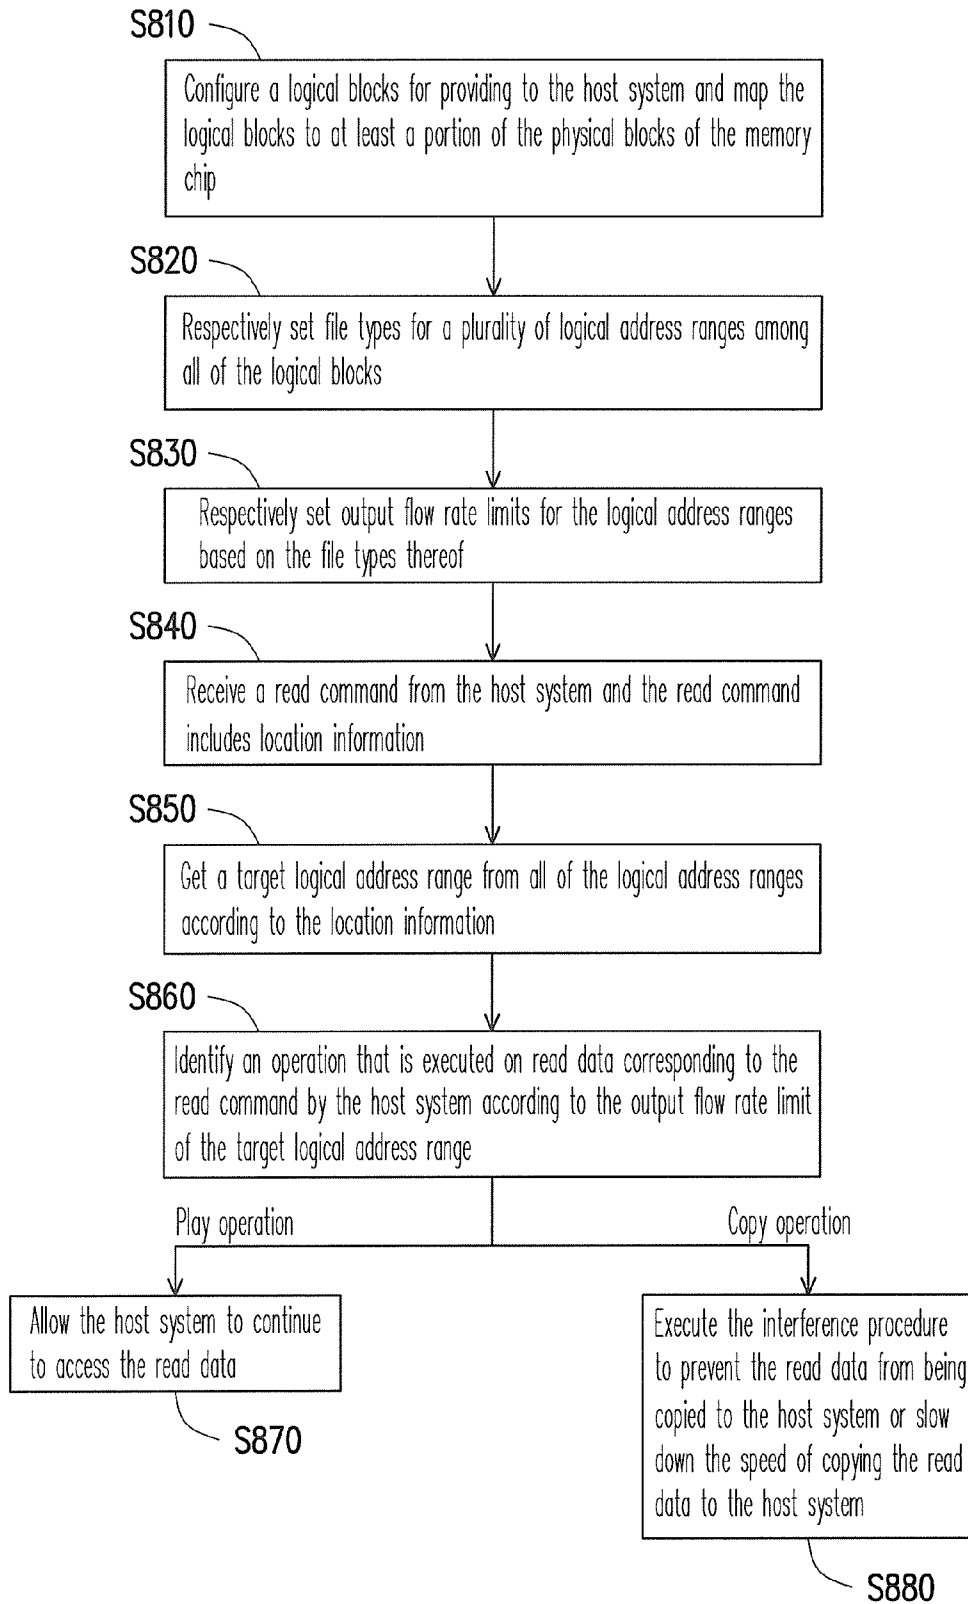 S810
Configure a logical blocks for providing to the host system and map the
logical blocks to at least a portion of the physical blocks of the memory
chip
S820
Respectively set file types for a plurality of logical address ranges among
all of the logical blocks
S830
Respectively set output flow rate limits for the logical address ranges
based on the file types thereof
S840
Receive a read command from the host system and the read command
includes location information
S850
Get a target logical address range from all of the logical address ranges
according to the location information
S860
Identify an operation that is executed on read data corresponding to the
read command by the host system according to the output flow rate limit
of the target logical address range
Play operation
Copy operation
Allow the host system to continue
to access the read data
S870
Execute the interference procedure
to prevent the read data from being
copied to the host system or slow
down the speed of copying the read
data to the host system
S880